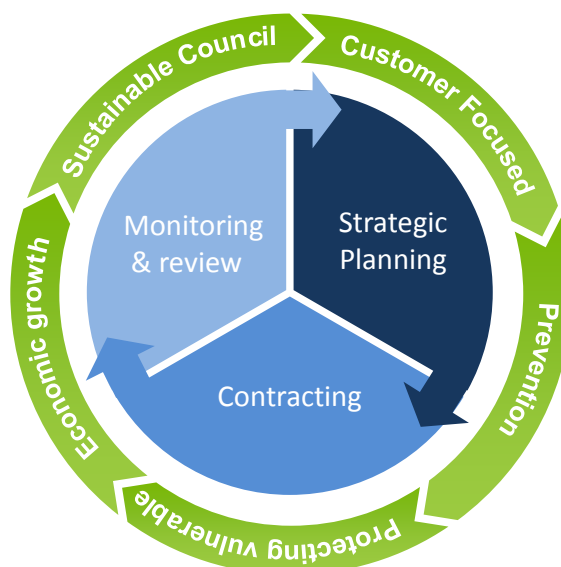 Sustainable Council
Customer Focused
Prevention
Protecting vulnerable
Economic growth
Monitoring
& review
Strategic
Planning
Contracting